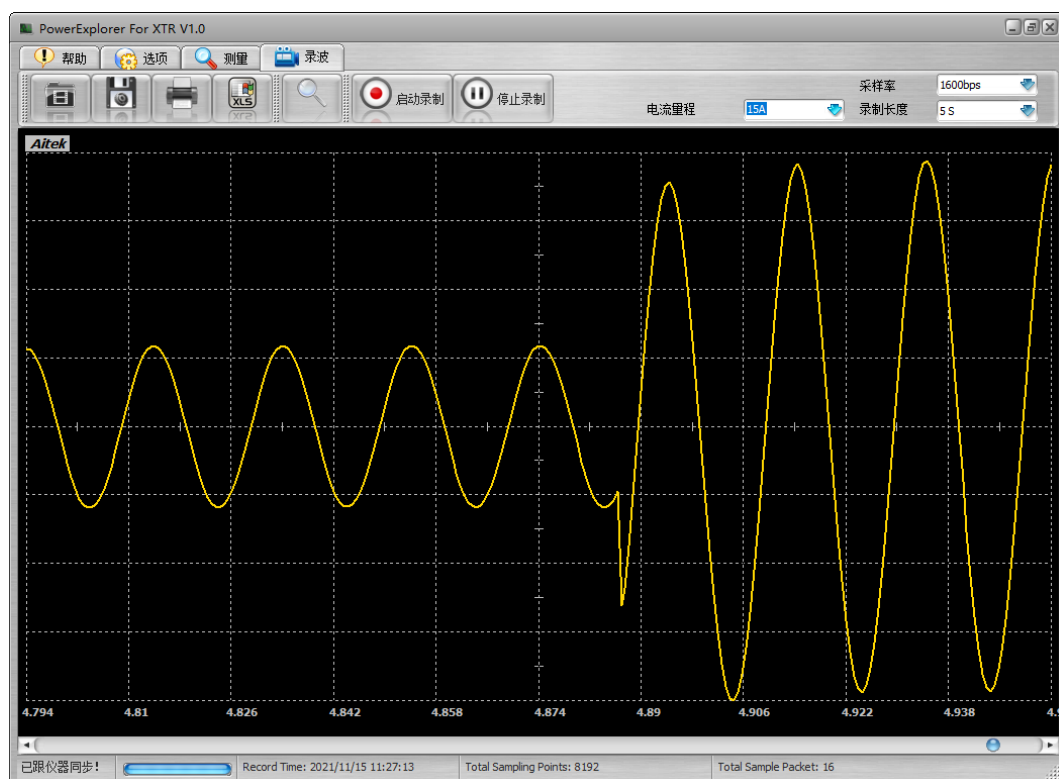 PowerExplorer For XTR V1.0
帮助 选项 测量 录波
XLS 启动录制 停止录制
采样率 1600bps
电流量程 15A 录制长度 5 S
Aitek
4.794 4.81 4.826 4.842 4.858 4.874 4.89 4.906 4.922 4.938
已跟仪器同步! Record Time: 2021/11/15 11:27:13 Total Sampling Points: 8192 Total Sample Packet: 16